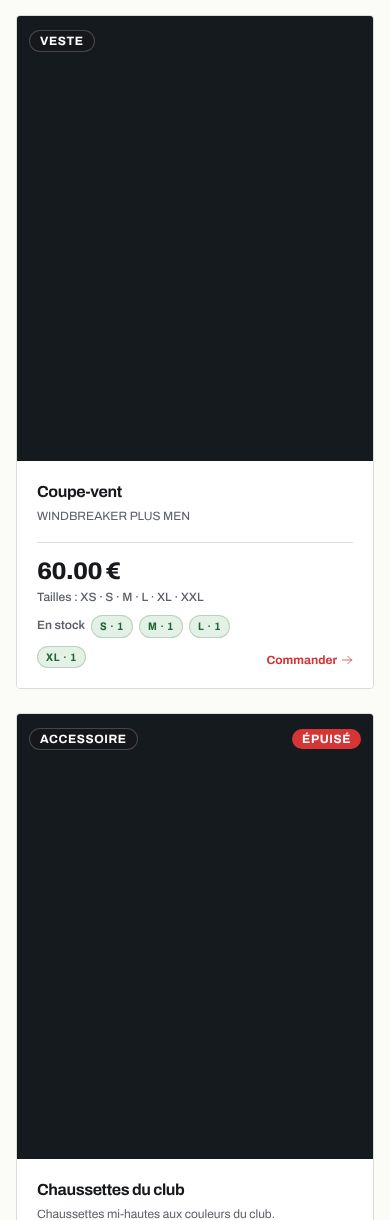 VESTE
Coupe-vent
WINDBREAKER PLUS MEN
60.00 €
Tailles : XS · S · M · L · XL · XXL
En stock S · 1 M · 1 L · 1
XL · 1 Commander →
ACCESSOIRE ÉPUISÉ
Chaussettes du club
Chaussettes mi-hautes aux couleurs du club.